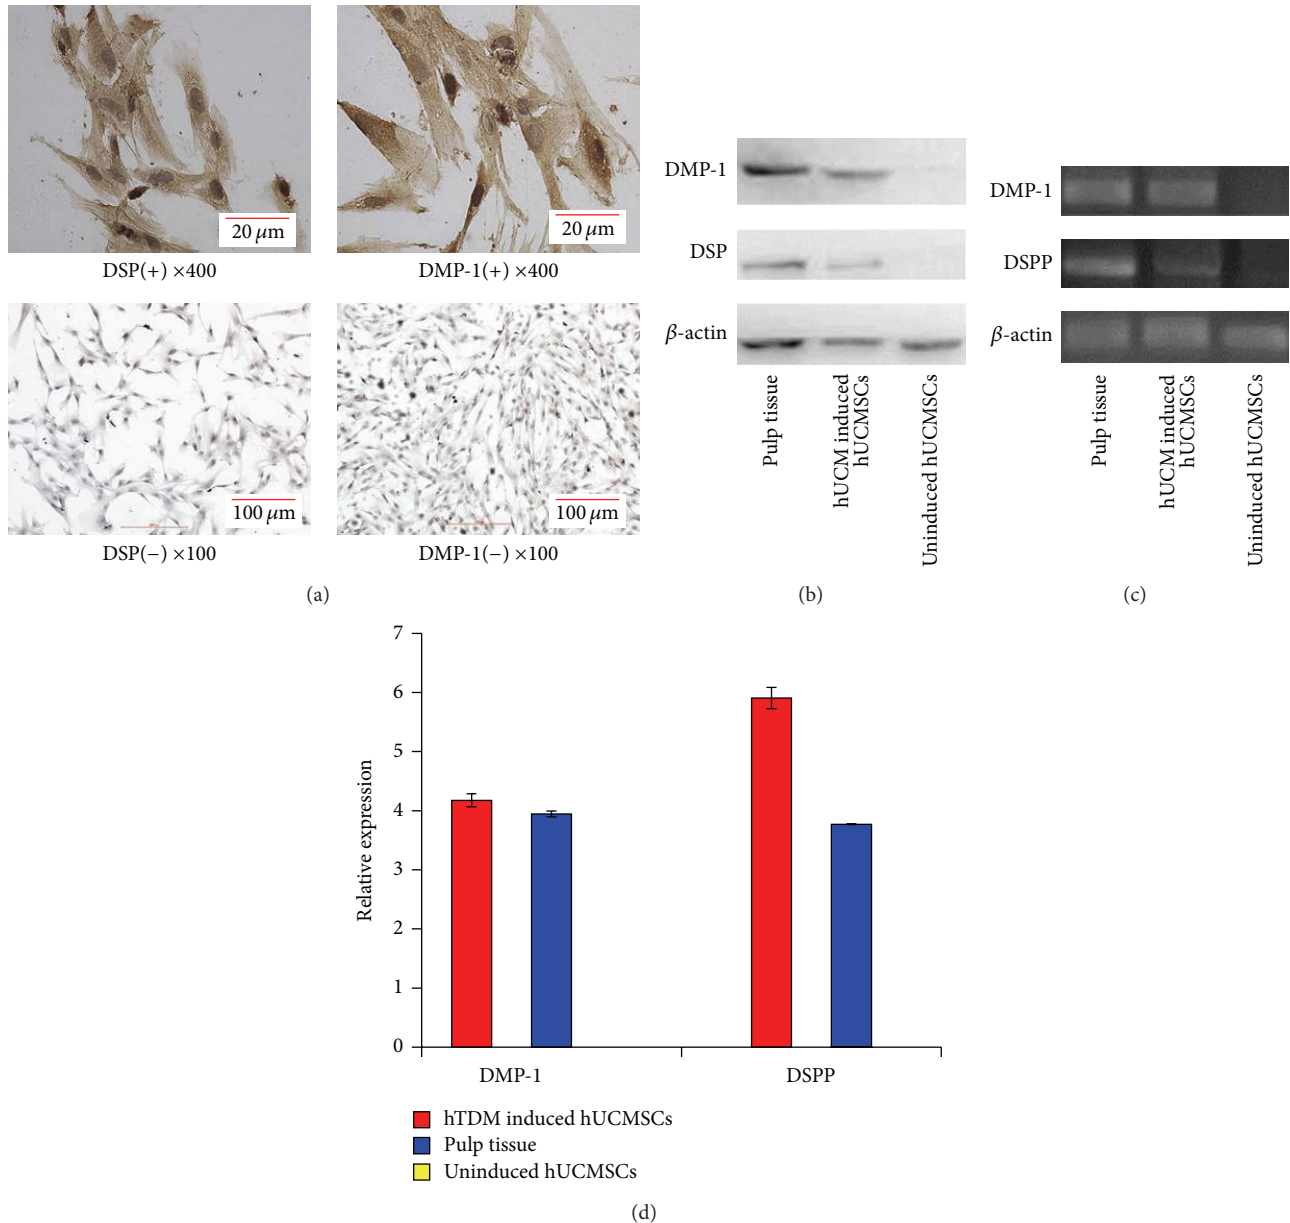 20 μm
20 μm
DSP(+) ×400
DMP-1(+) ×400
100 μm
100 μm
DSP(−) ×100
DMP-1(−) ×100
(a)
DMP-1
DSP
β-actin
Pulp tissue
hUCM induced
hUCMSCs
Uninduced hUCMSCs
(b)
DMP-1
DSPP
β-actin
Pulp tissue
hUCM induced
hUCMSCs
Uninduced hUCMSCs
(c)
7
6
5
4
3
2
1
0
Relative expression
DMP-1
DSPP
hTDM induced hUCMSCs
Pulp tissue
Uninduced hUCMSCs
(d)